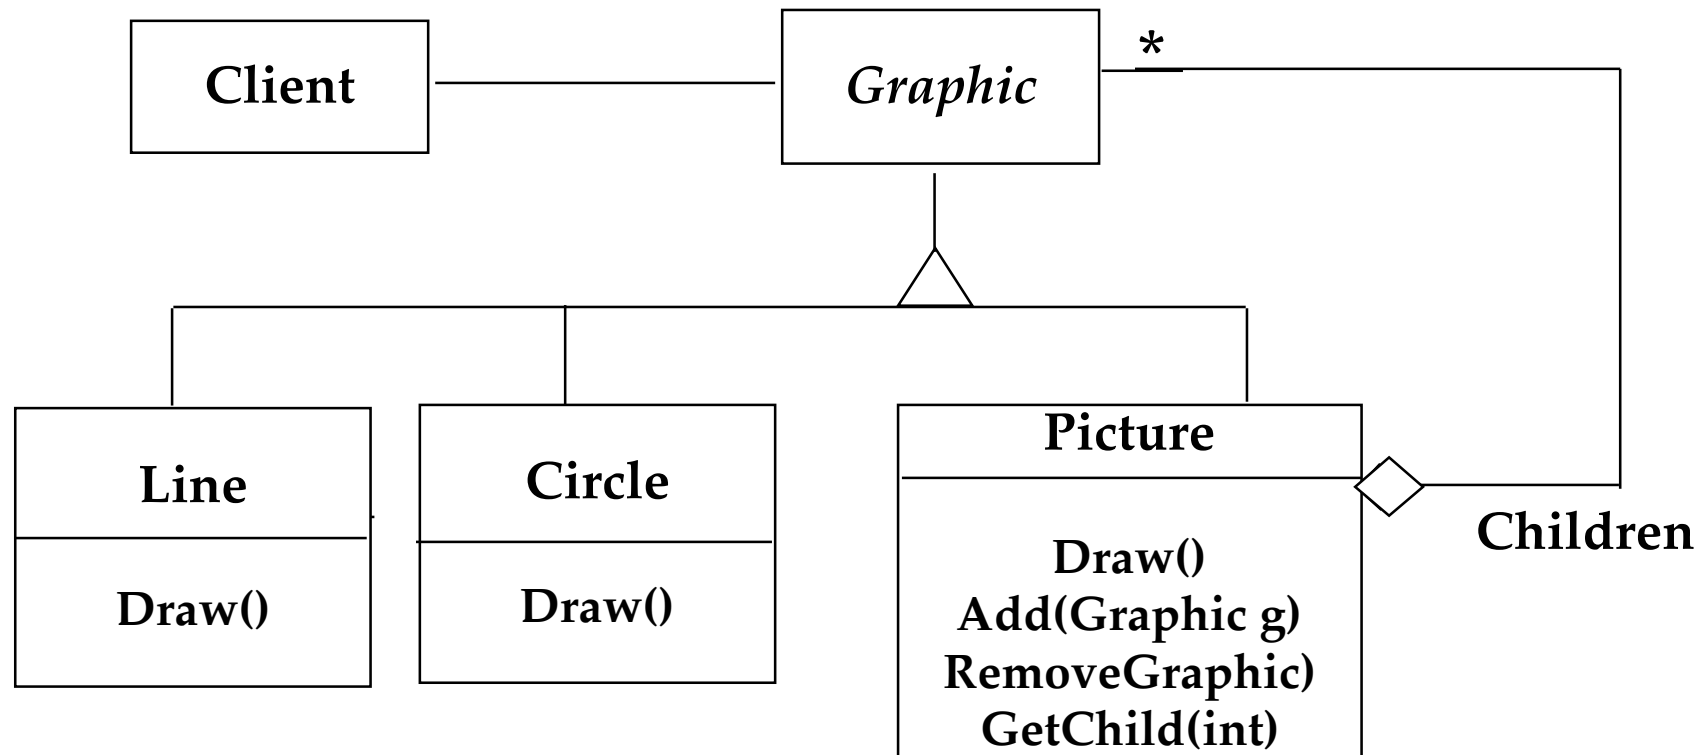 Client
Graphic
*
Line
Draw()
Circle
Draw()
Picture
Draw()
Add(Graphic g)
RemoveGraphic)
GetChild(int)
Children